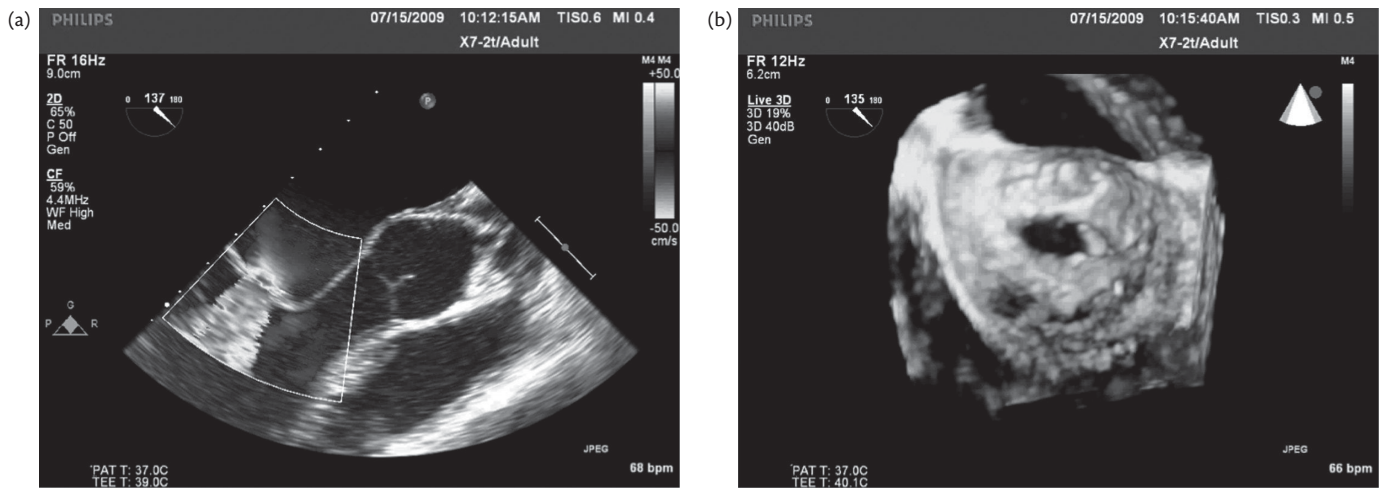 (a)
PHILIPS
07/15/2009 10:12:15AM TIS0.6 MI 0.4
X7-2t/Adult
FR 16Hz
9.0cm
M4 M4
+50.0
2D
65%
C 50
P Off
Gen
0 137 180
P
CF
59%
4.4MHz
WF High
Med
-50.0
cm/s
G
P R
JPEG
PAT T: 37.0C
TEE T: 39.0C
68 bpm
(b)
PHILIPS
07/15/2009 10:15:40AM TIS0.3 MI 0.5
X7-2t/Adult
FR 12Hz
6.2cm
M4
Live 3D
3D 19%
3D 40dB
Gen
0 135 180
JPEG
PAT T: 37.0C
TEE T: 40.1C
66 bpm